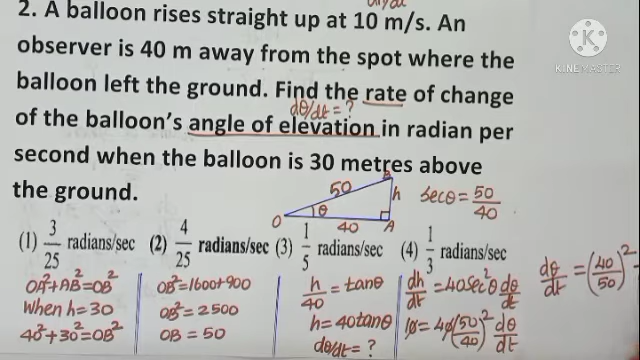 2. A balloon rises straight up at 10 m/s. An
observer is 40 m away from the spot where the
balloon left the ground. Find the rate of change
dθ/dt = ?
of the balloon's angle of elevation in radian per
second when the balloon is 30 metres above
the ground.
KINEMASTER
K
B
50
h
O
θ
40
A
secθ = 50/40
(1) 3/25 radians/sec (2) 4/25 radians/sec (3) 1/5 radians/sec (4) 1/3 radians/sec
OA²+AB²=OB²
When h=30
40²+30²=OB²
OB²=1600+900
OB²=2500
OB=50
h/40=tanθ
h=40tanθ
dθ/dt=?
dh/dt=40sec²θ dθ/dt
10=40(50/40)² dθ/dt
dθ/dt=(40/50)²